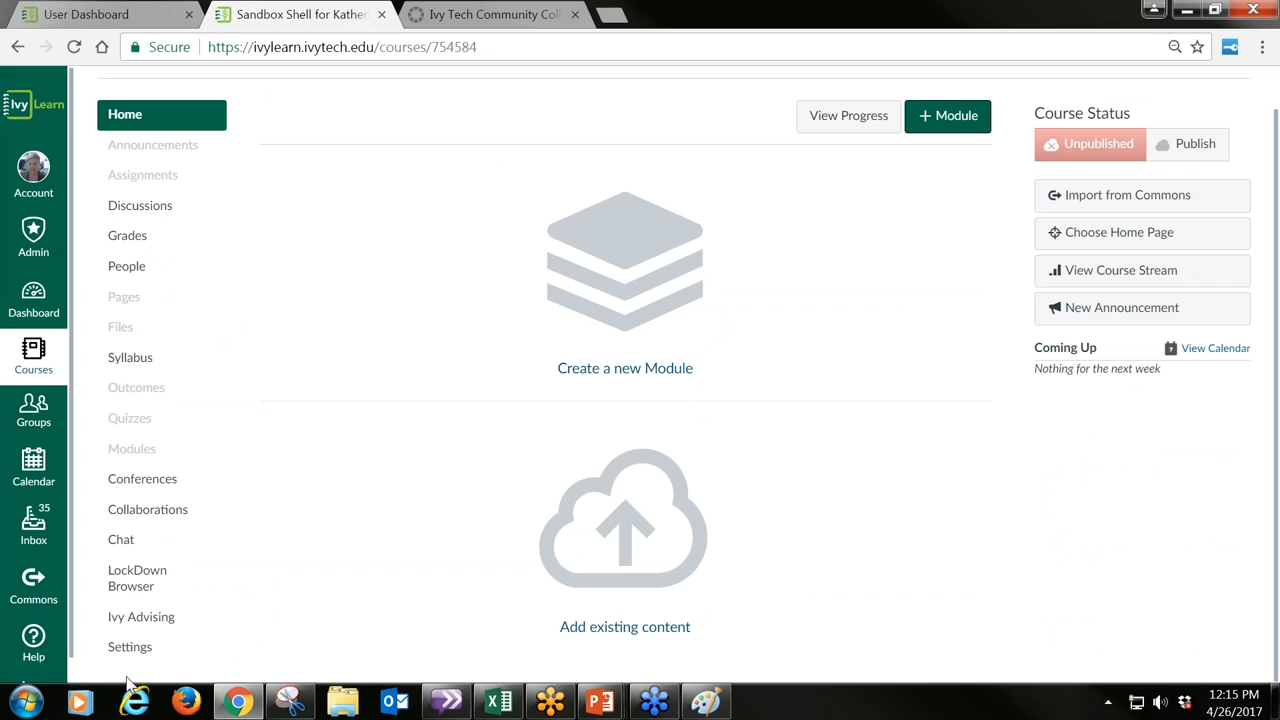 User Dashboard
Sandbox Shell for Kather
Ivy Tech Community Coll
Secure
https://ivylearn.ivytech.edu/courses/754584
Ivy Learn
Account
Admin
Dashboard
Courses
Groups
Calendar
35
Inbox
Commons
Help
Home
Announcements
Assignments
Discussions
Grades
People
Pages
Files
Syllabus
Outcomes
Quizzes
Modules
Conferences
Collaborations
Chat
LockDown
Browser
Ivy Advising
Settings
View Progress
+ Module
Create a new Module
Add existing content
Course Status
Unpublished
Publish
Import from Commons
Choose Home Page
View Course Stream
New Announcement
Coming Up
7
View Calendar
Nothing for the next week
12:15 PM
4/26/2017